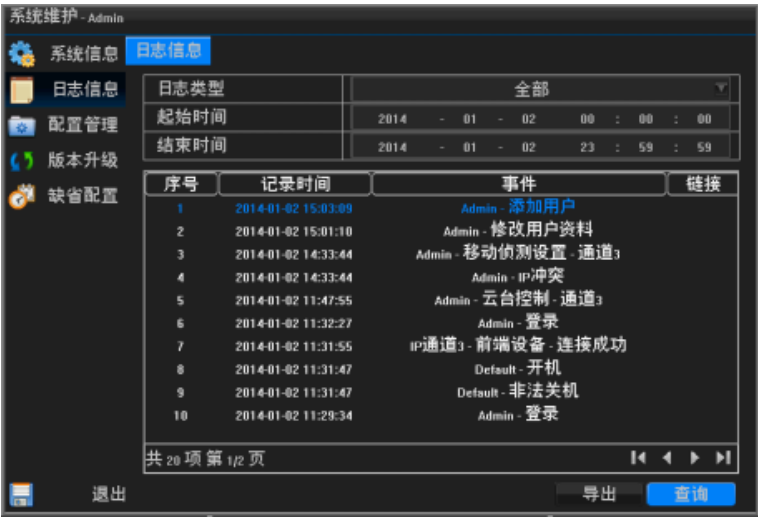 系统维护 - Admin
系统信息 日志信息
日志信息 日志类型 全部
配置管理 起始时间 2014 - 01 - 02 00 : 00 : 00
版本升级 结束时间 2014 - 01 - 02 23 : 59 : 59
缺省配置
序号 记录时间 事件 链接
1 2014-01-02 15:03:09 Admin - 添加用户
2 2014-01-02 15:01:10 Admin - 修改用户资料
3 2014-01-02 14:33:44 Admin - 移动侦测设置 - 通道3
4 2014-01-02 14:33:44 Admin - IP冲突
5 2014-01-02 11:47:55 Admin - 云台控制 - 通道3
6 2014-01-02 11:32:27 Admin - 登录
7 2014-01-02 11:31:55 IP通道3 - 前端设备 - 连接成功
8 2014-01-02 11:31:47 Default - 开机
9 2014-01-02 11:31:47 Default - 非法关机
10 2014-01-02 11:29:34 Admin - 登录
共 20 项 第 1/2 页
退出 导出 查询